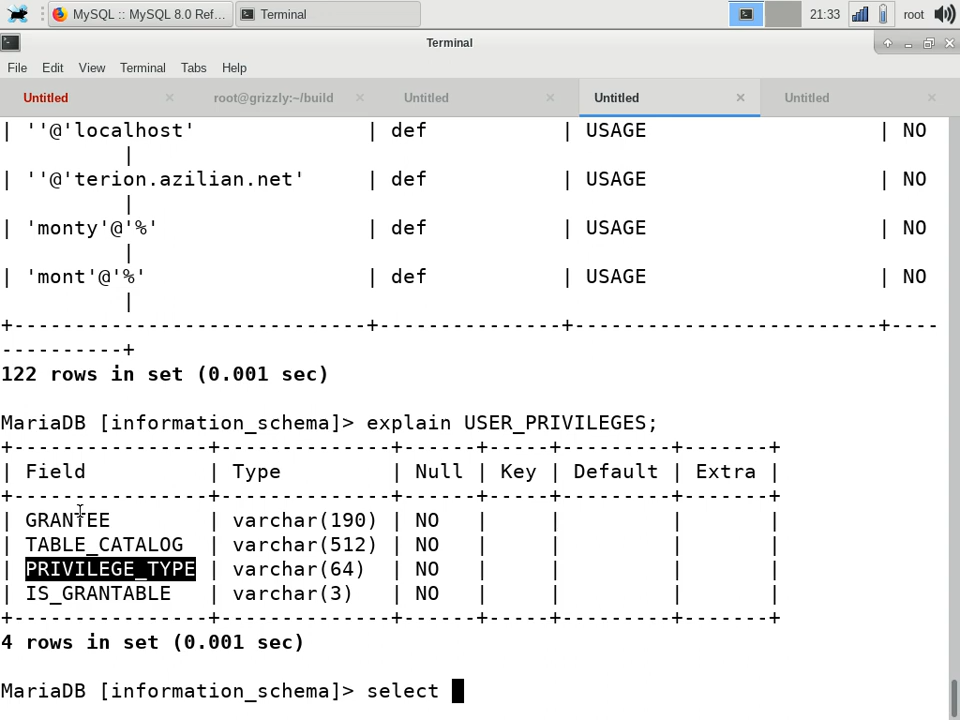 MySQL :: MySQL 8.0 Ref...
Terminal
21:33
root
Terminal
File Edit View Terminal Tabs Help
Untitled
root@grizzly:~/build
Untitled
Untitled
Untitled
| ''@'localhost' | def | USAGE | NO
|
| ''@'terion.azilian.net' | def | USAGE | NO
|
| 'monty'@'%' | def | USAGE | NO
|
| 'mont'@'%' | def | USAGE | NO
|
+-----------------------------+---------------+-------------------------+----
----------+
122 rows in set (0.001 sec)
MariaDB [information_schema]> explain USER_PRIVILEGES;
+----------------+--------------+------+-----+---------+-------+
| Field | Type | Null | Key | Default | Extra |
+----------------+--------------+------+-----+---------+-------+
| GRANTEE | varchar(190) | NO | | | |
| TABLE_CATALOG | varchar(512) | NO | | | |
| PRIVILEGE_TYPE | varchar(64) | NO | | | |
| IS_GRANTABLE | varchar(3) | NO | | | |
+----------------+--------------+------+-----+---------+-------+
4 rows in set (0.001 sec)
MariaDB [information_schema]> select